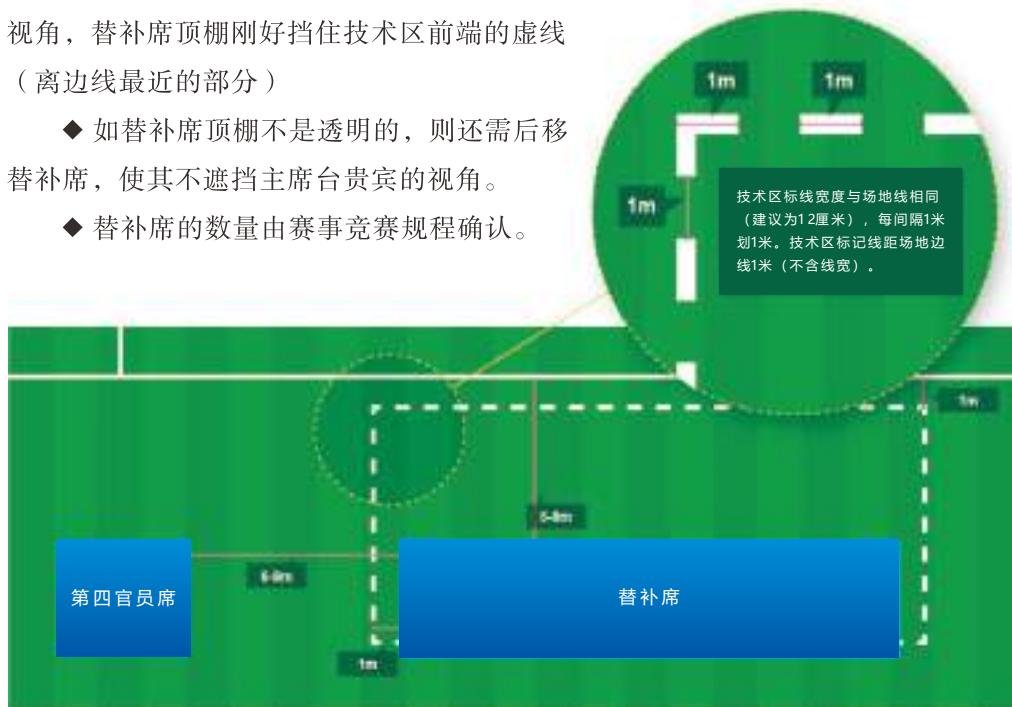 视角，替补席顶棚刚好挡住技术区前端的虚线
（离边线最近的部分）
◆ 如替补席顶棚不是透明的，则还需后移
替补席，使其不遮挡主席台贵宾的视角。
◆ 替补席的数量由赛事竞赛规程确认。
1m
1m
1m
技术区标线宽度与场地线相同
（建议为12厘米），每间隔1米
划1米。技术区标记线距场地边
线1米（不含线宽）。
1m
第四官员席
替补席
1m